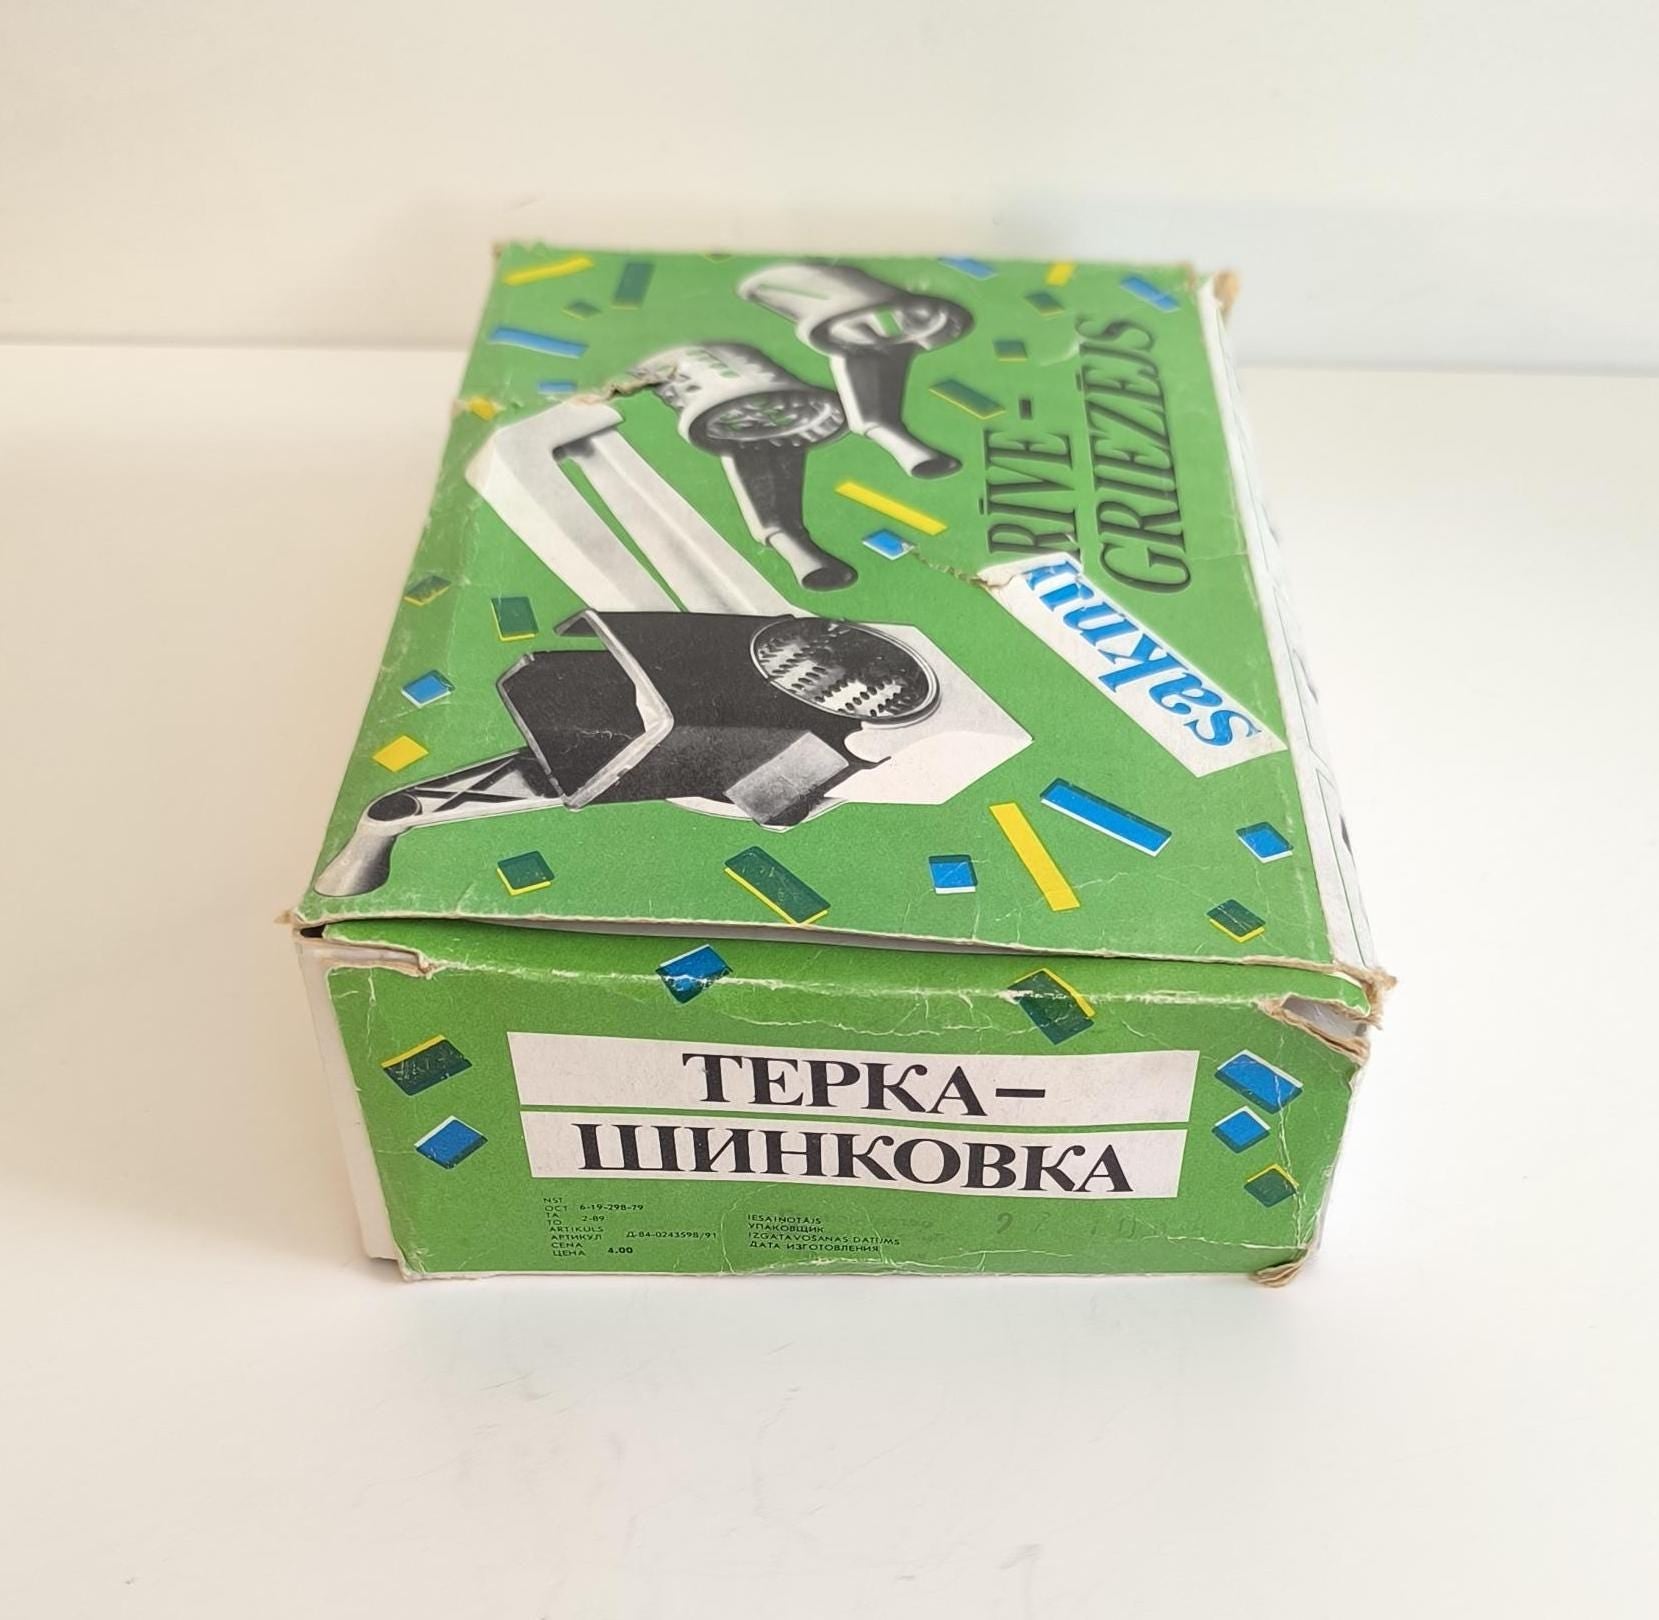 RĪVE-
GRIEZĒJS
sakņu
ТЕРКА-
ШИНКОВКА
NST
ОСТ 6-19-298-79
TA
ТО 2-89
ARTIKULS
АРТИКУЛ Д-84-0243598/91
CENA
ЦЕНА 4.00
IESAIŅOTĀJS
УПАКОВЩИК
IZGATAVOŠANAS DATUMS
ДАТА ИЗГОТОВЛЕНИЯ